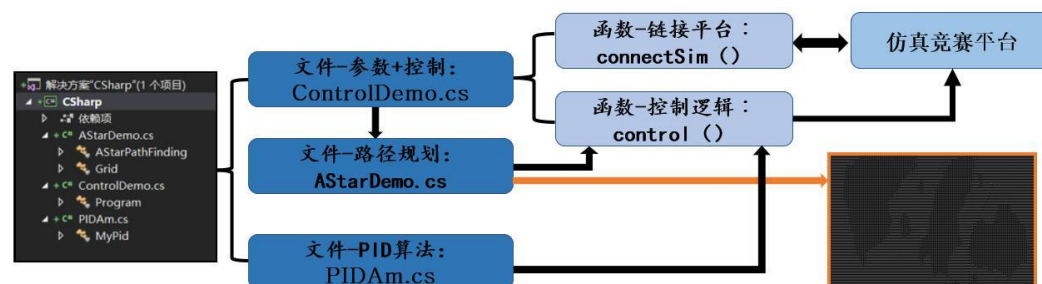 解决方案"CSharp"(1 个项目)
C# CSharp
依赖项
C# AStarDemo.cs
AStarPathFinding
Grid
C# ControlDemo.cs
Program
C# PIDAm.cs
MyPid
文件-参数+控制:
ControlDemo.cs
文件-路径规划:
AStarDemo.cs
文件-PID算法:
PIDAm.cs
函数-链接平台:
connectSim ()
函数-控制逻辑:
control ()
仿真竞赛平台